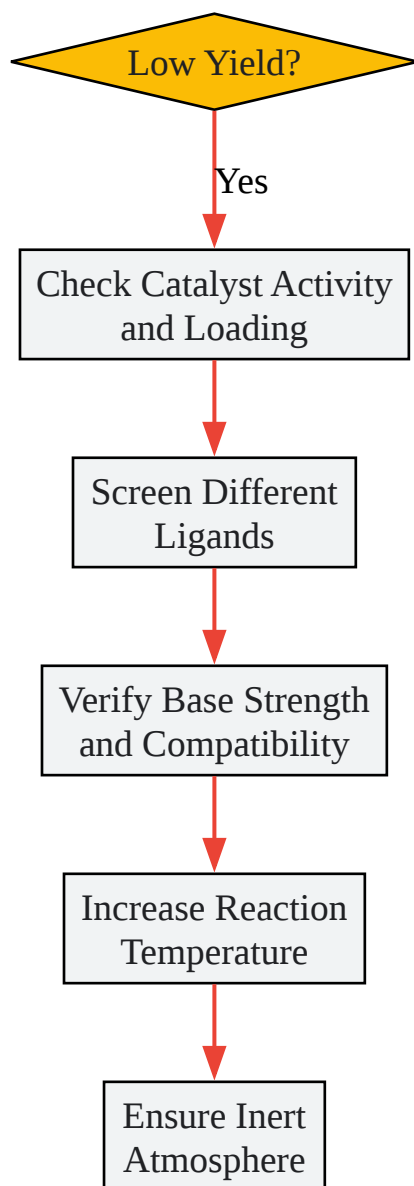 Low Yield?
Yes
Check Catalyst Activity
and Loading
Screen Different
Ligands
Verify Base Strength
and Compatibility
Increase Reaction
Temperature
Ensure Inert
Atmosphere